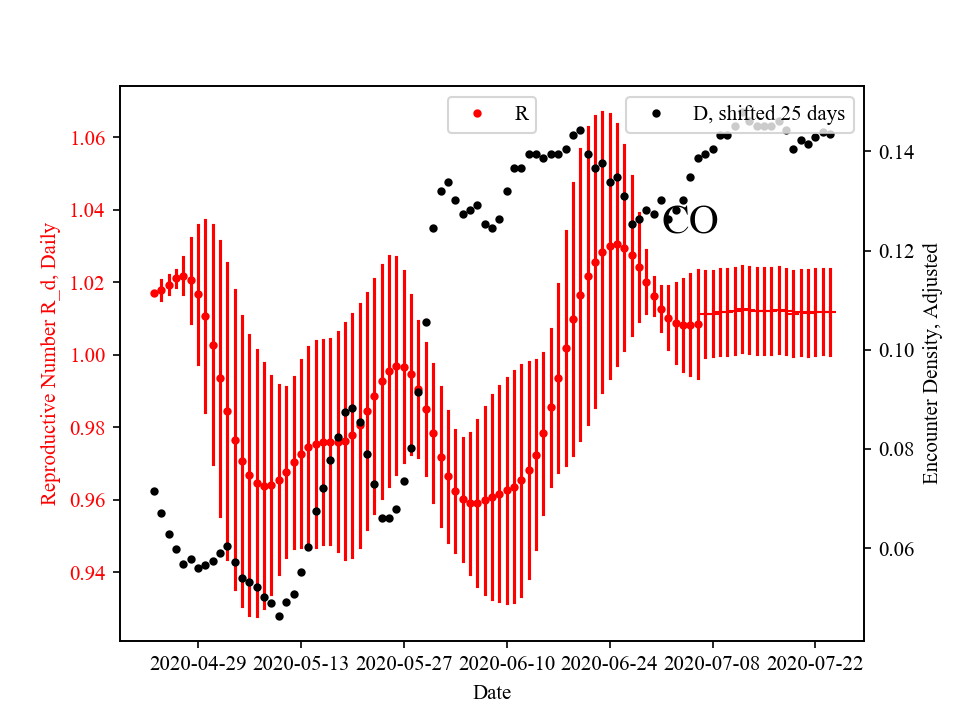 R
D, shifted 25 days
CO
1.06
1.04
1.02
1.00
0.98
0.96
0.94
Reproductive Number R_d, Daily
0.14
0.12
0.10
0.08
0.06
Encounter Density, Adjusted
2020-04-29 2020-05-13 2020-05-27 2020-06-10 2020-06-24 2020-07-08 2020-07-22
Date